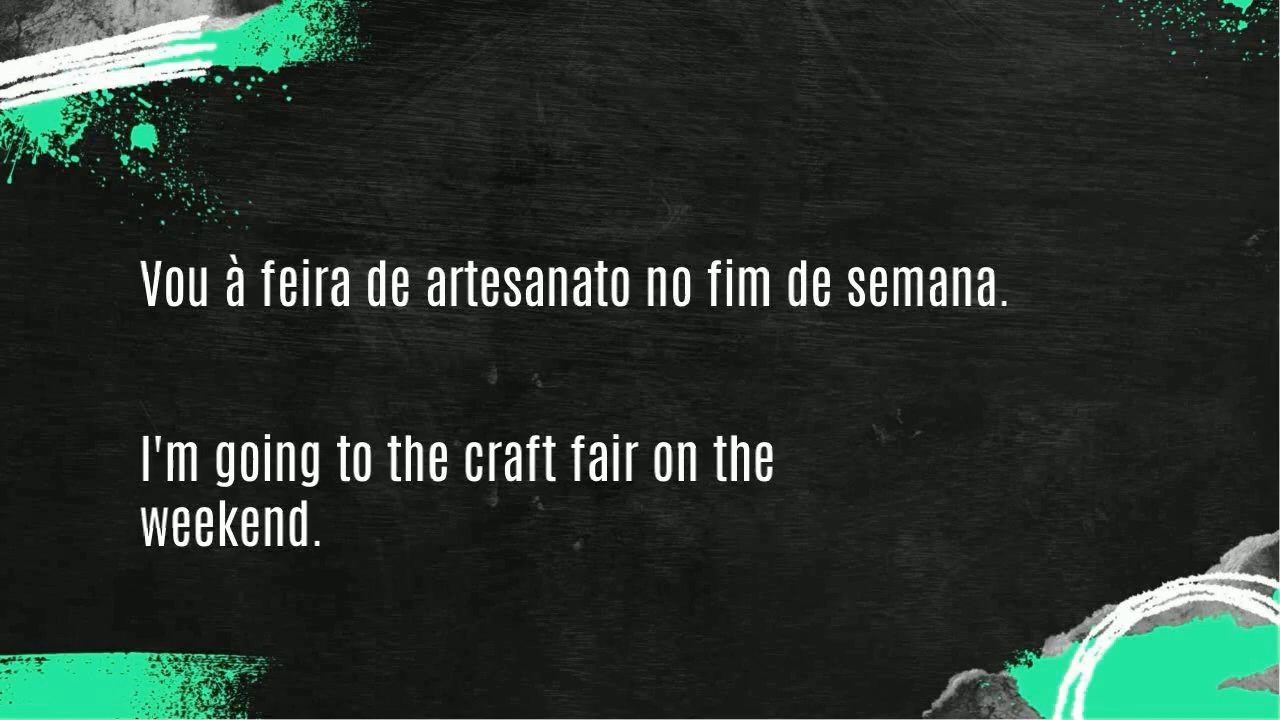 Vou à feira de artesanato no fim de semana.
I'm going to the craft fair on the
weekend.